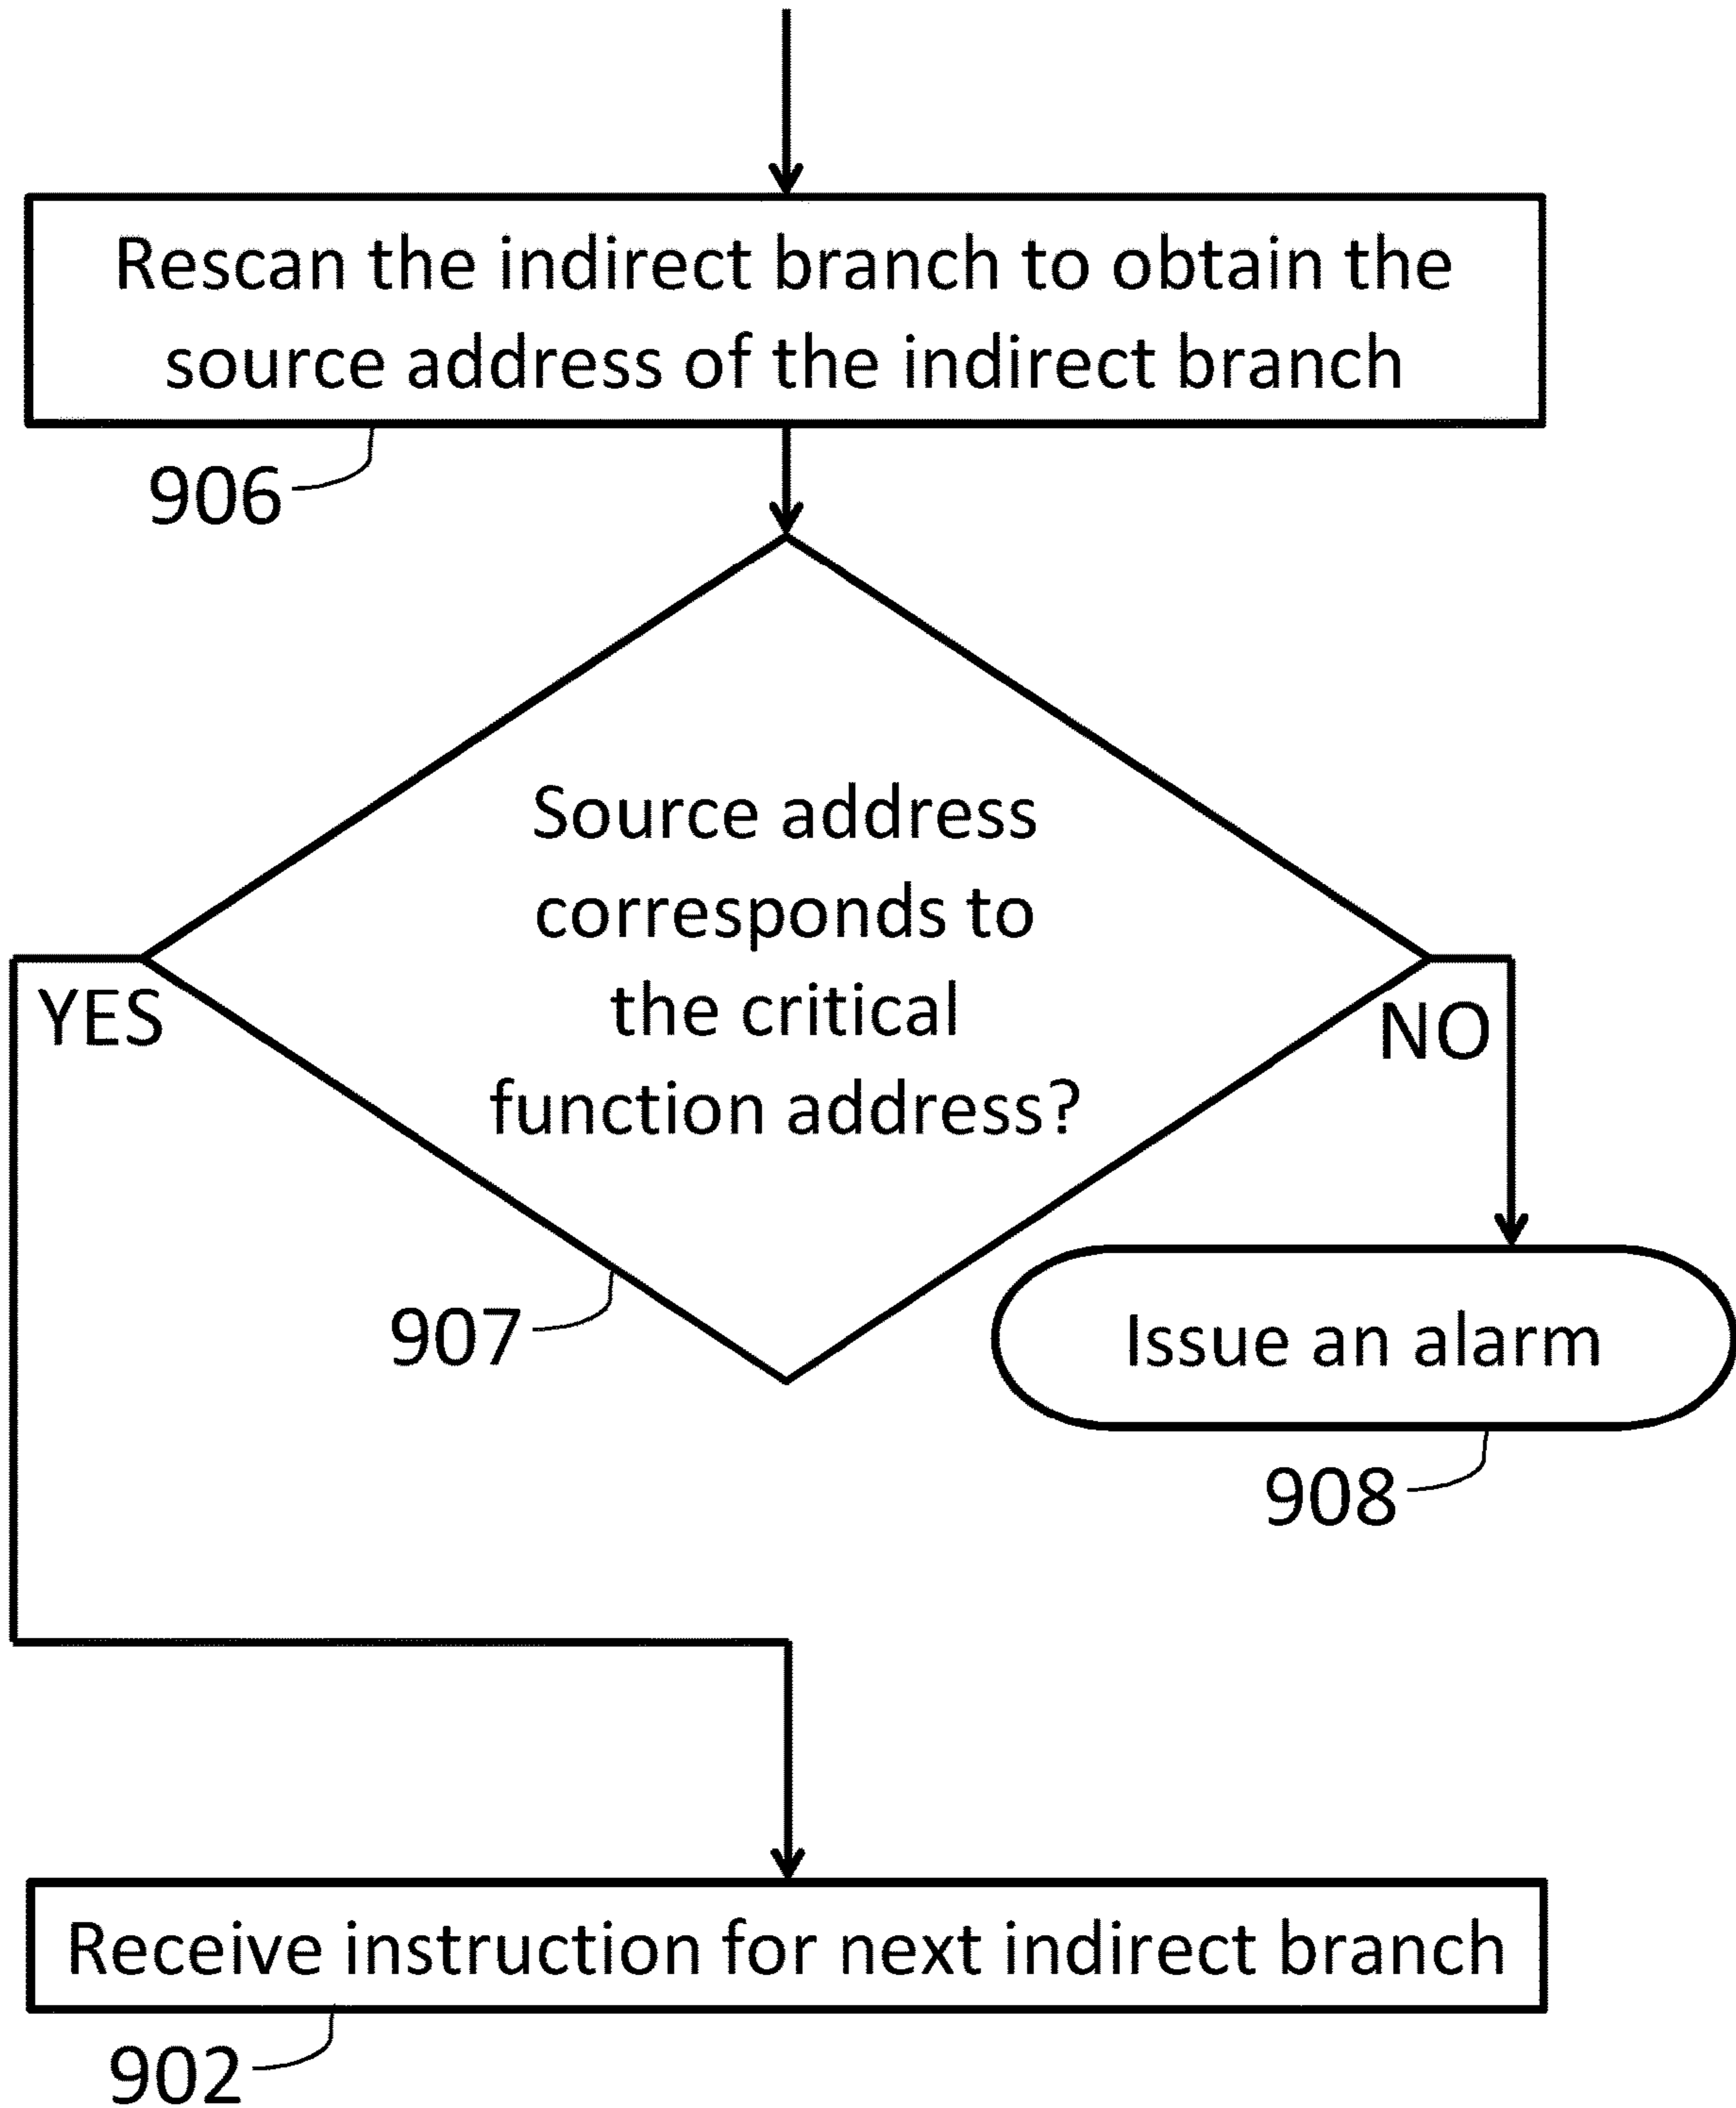 Rescan the indirect branch to obtain the
source address of the indirect branch
906
Source address
corresponds to
the critical
function address?
YES
NO
907
Issue an alarm
908
Receive instruction for next indirect branch
902